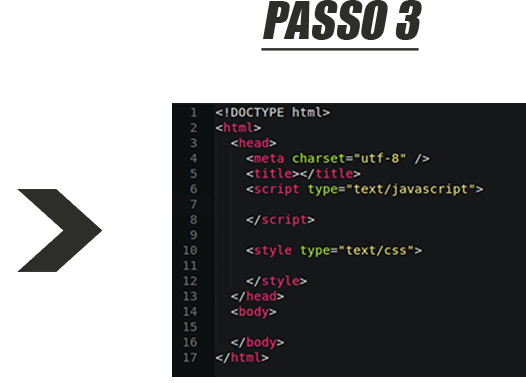 PASSO 3
1 <!DOCTYPE html>
2 <html>
3 <head>
4 <meta charset="utf-8" />
5 <title></title>
6 <script type="text/javascript">
7
8 </script>
9
10 <style type="text/css">
11
12 </style>
13 </head>
14 <body>
15
16 </body>
17 </html>